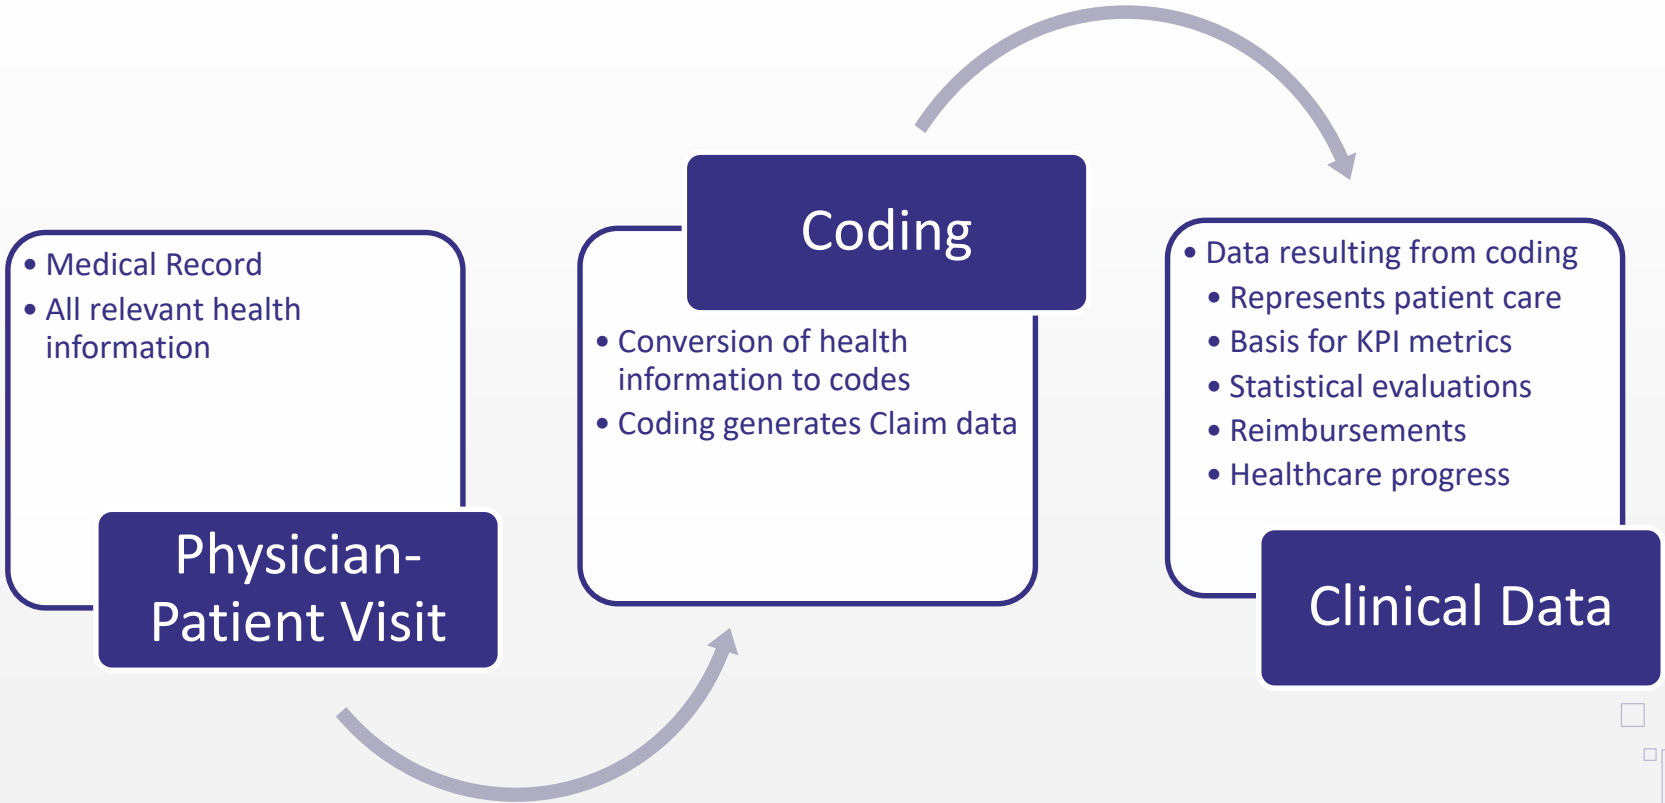 • Medical Record
• All relevant health
information
Physician-
Patient Visit
Coding
• Conversion of health
information to codes
• Coding generates Claim data
• Data resulting from coding
• Represents patient care
• Basis for KPI metrics
• Statistical evaluations
• Reimbursements
• Healthcare progress
Clinical Data